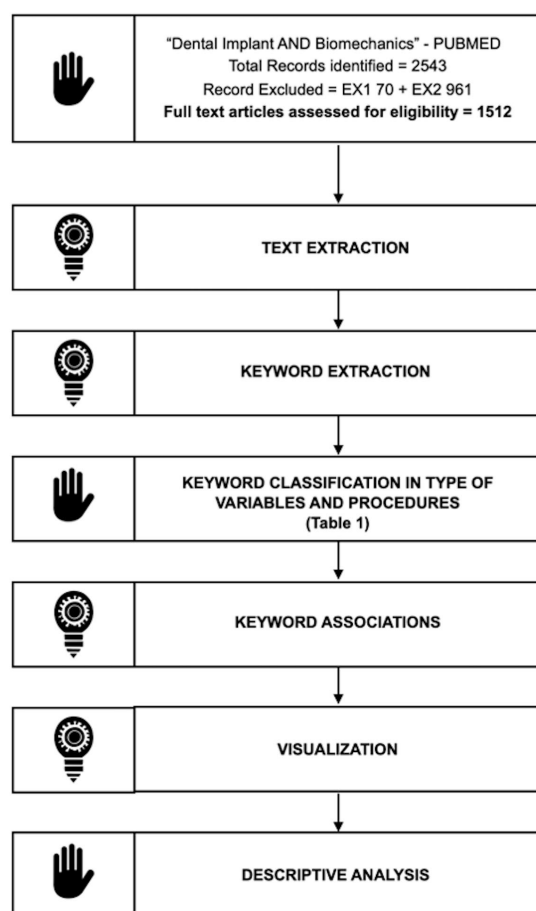 “Dental Implant AND Biomechanics” - PUBMED
Total Records identified = 2543
Record Excluded = EX1 70 + EX2 961
Full text articles assessed for eligibility = 1512
TEXT EXTRACTION
KEYWORD EXTRACTION
KEYWORD CLASSIFICATION IN TYPE OF
VARIABLES AND PROCEDURES
(Table 1)
KEYWORD ASSOCIATIONS
VISUALIZATION
DESCRIPTIVE ANALYSIS